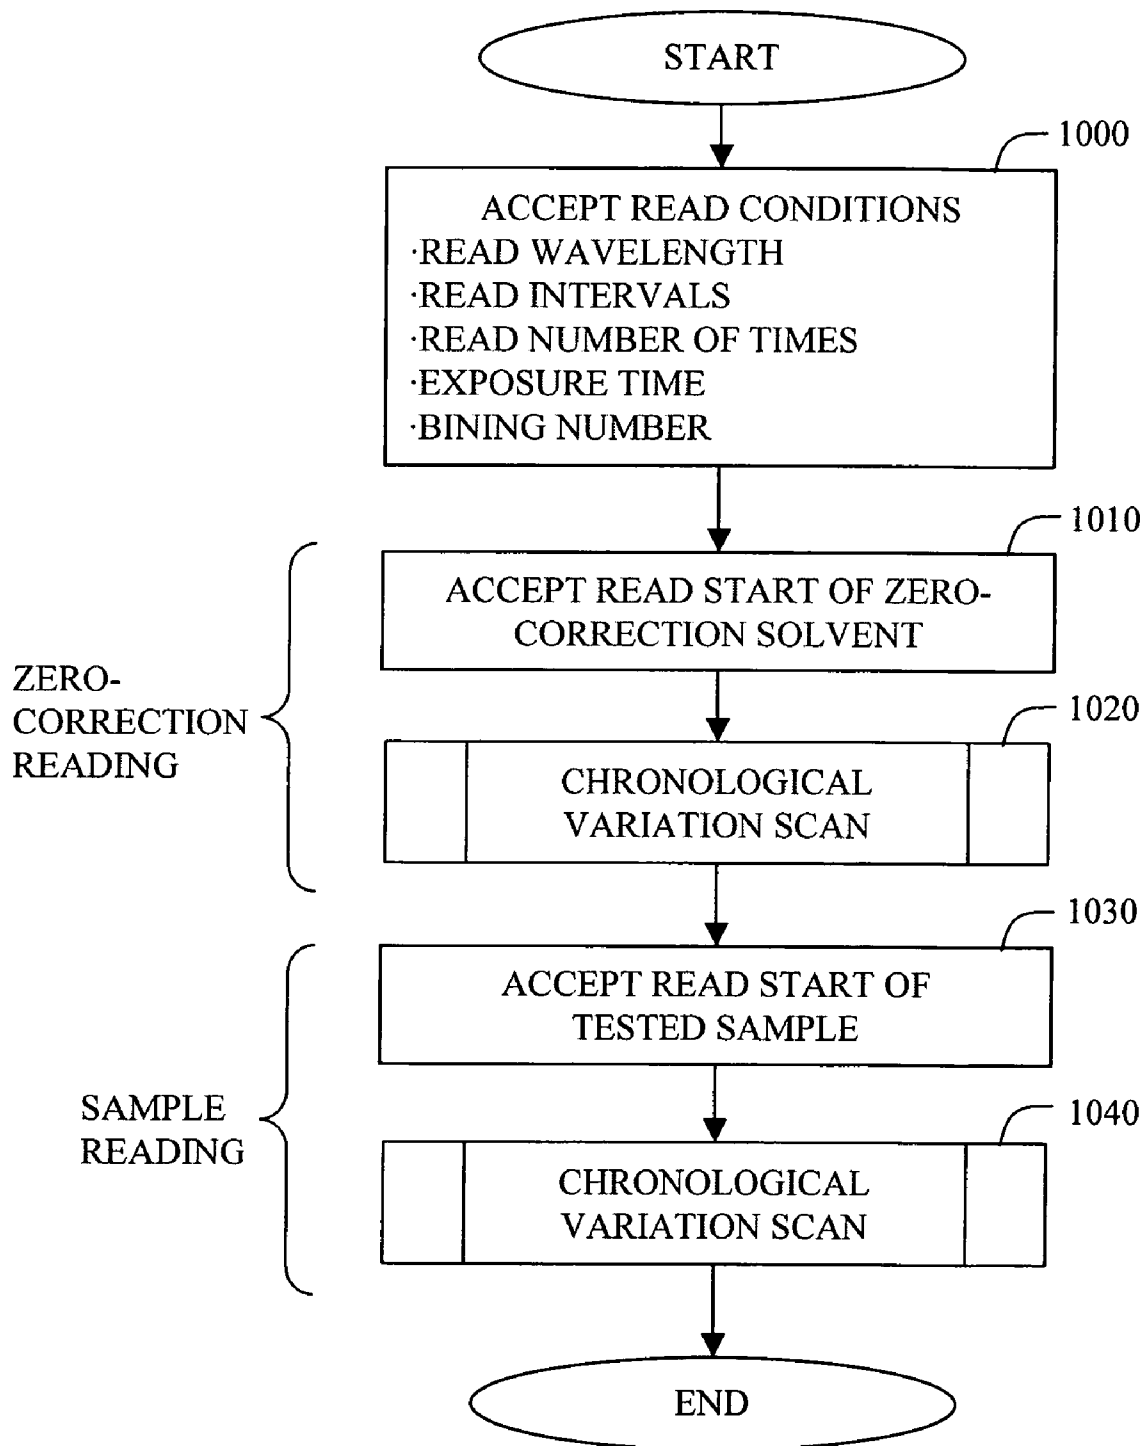 START
1000
ACCEPT READ CONDITIONS
·READ WAVELENGTH
·READ INTERVALS
·READ NUMBER OF TIMES
·EXPOSURE TIME
·BINING NUMBER
1010
ACCEPT READ START OF ZERO-
CORRECTION SOLVENT
ZERO-
CORRECTION
READING
1020
CHRONOLOGICAL
VARIATION SCAN
1030
ACCEPT READ START OF
TESTED SAMPLE
SAMPLE
READING
1040
CHRONOLOGICAL
VARIATION SCAN
END